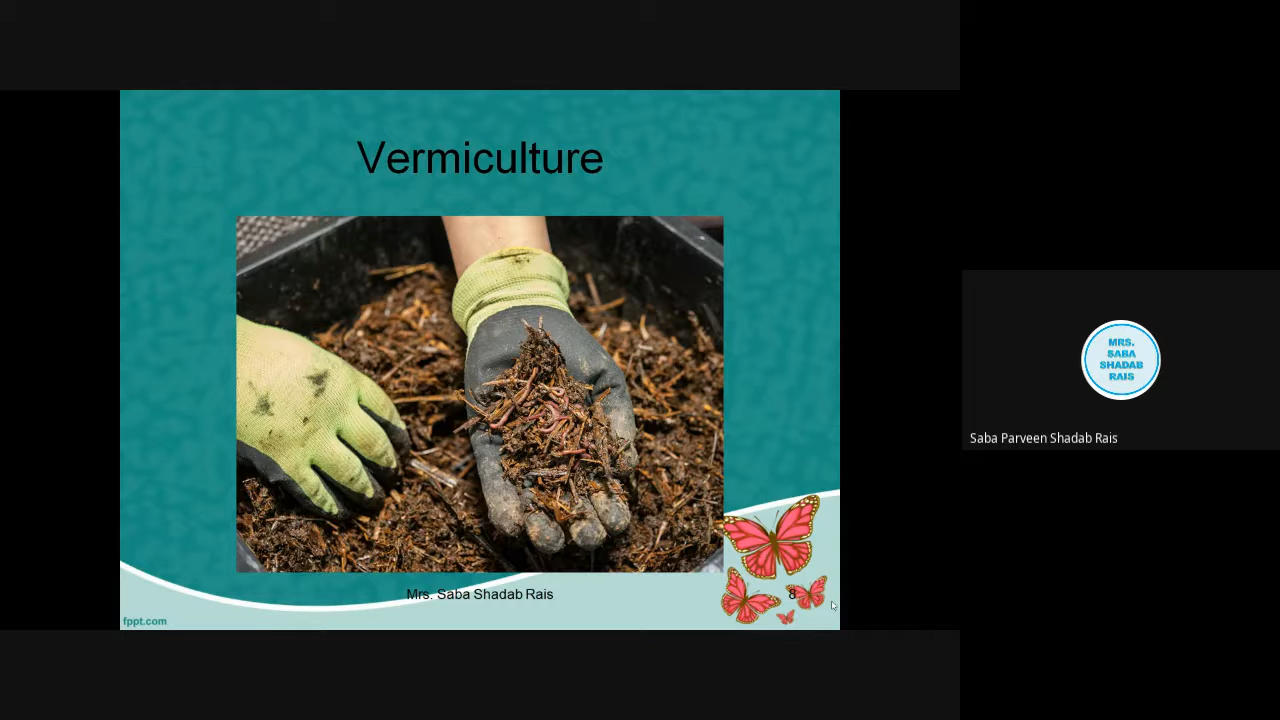 Vermiculture
Mrs. Saba Shadab Rais
8
fppt.com
MRS.
SABA
SHADAB
RAIS
Saba Parveen Shadab Rais